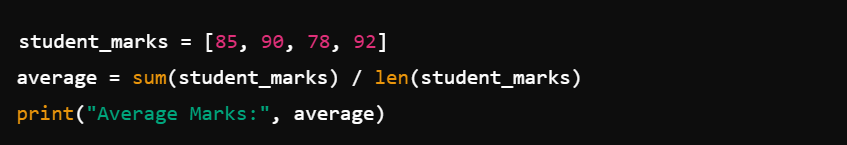 student_marks = [85, 90, 78, 92]
average = sum(student_marks) / len(student_marks)
print("Average Marks:", average)